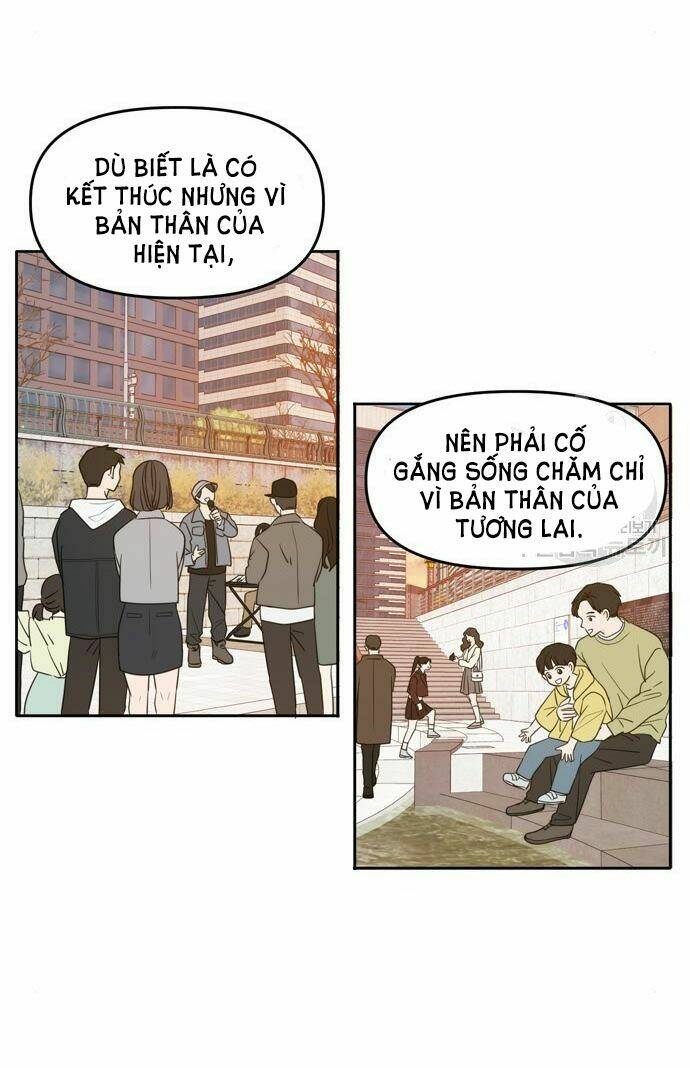 DÙ BIẾT LÀ CÓ
KẾT THÚC NHƯNG VÌ
BẢN THÂN CỦA
HIỆN TẠI,
NÊN PHẢI CỐ
GẮNG SỐNG CHĂM CHỈ
VÌ BẢN THÂN CỦA
TƯƠNG LAI.